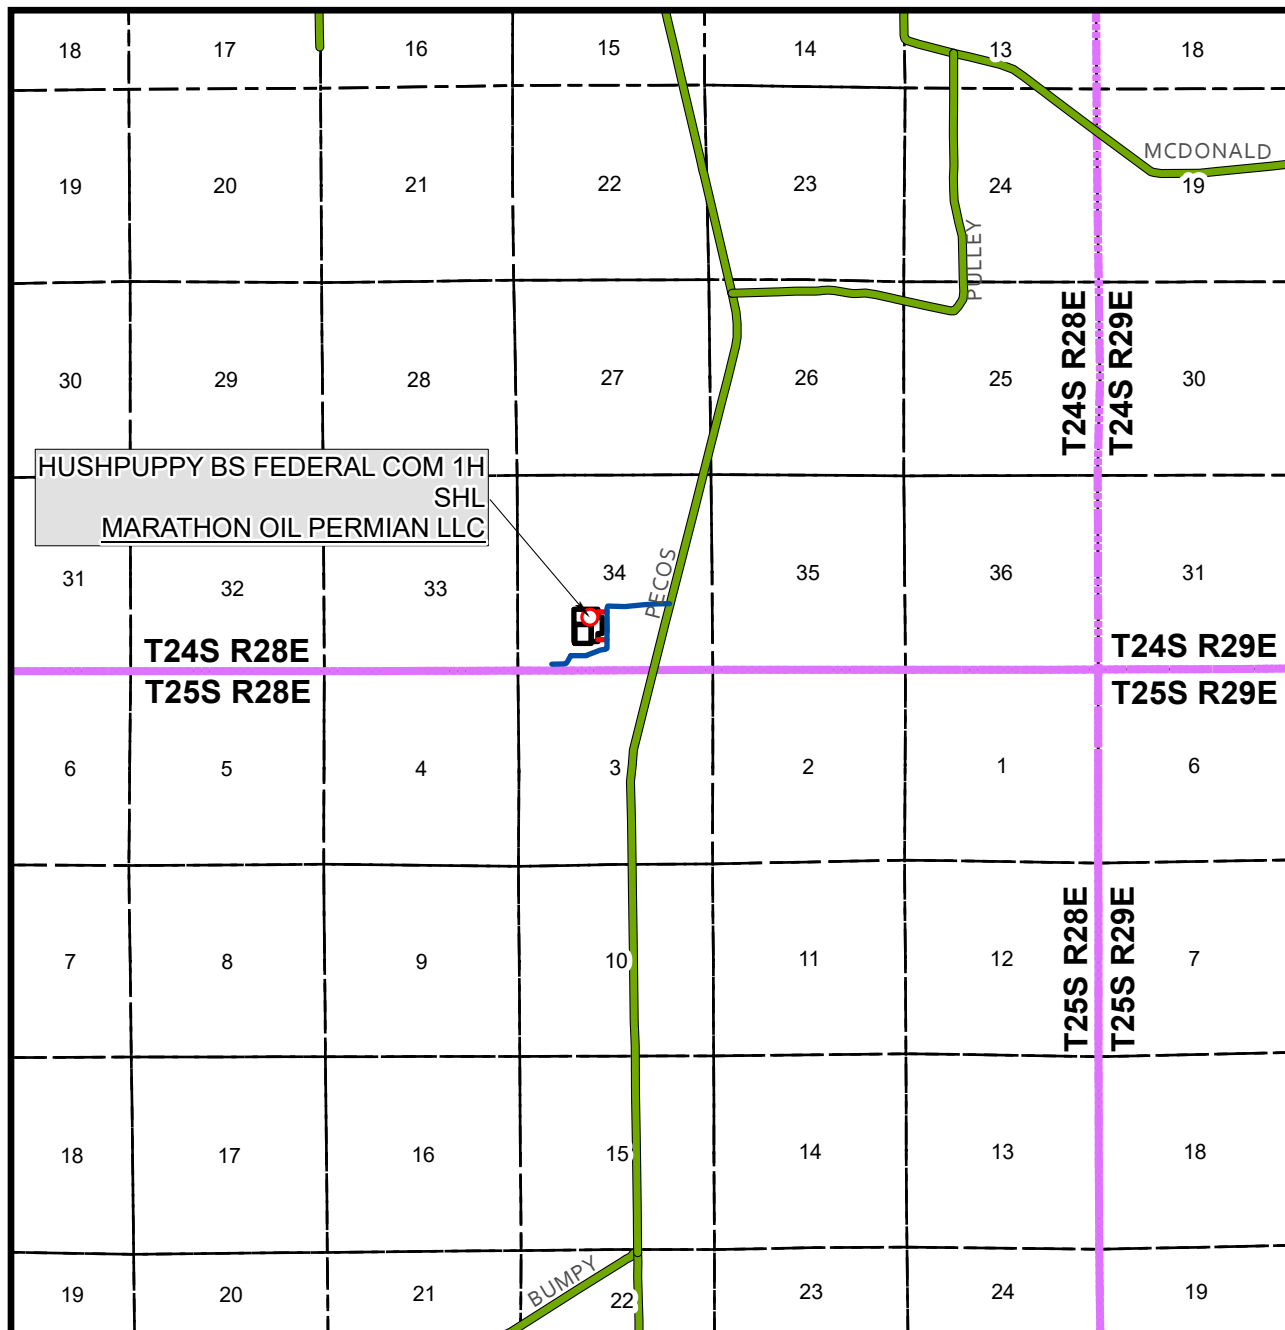 18 17 16 15 14 13 18
MCDONALD
19 20 21 22 23 24 19
PULLEY
T24S R28E T24S R29E
30 29 28 27 26 25 30
HUSHPUPPY BS FEDERAL COM 1H
SHL
MARATHON OIL PERMIAN LLC
PECOS
31 32 33 34 35 36 31
T24S R28E T24S R29E
T25S R28E T25S R29E
6 5 4 3 2 1 6
T25S R28E T25S R29E
7 8 9 10 11 12 7
18 17 16 15 14 13 18
BUMPY
19 20 21 22 23 24 19